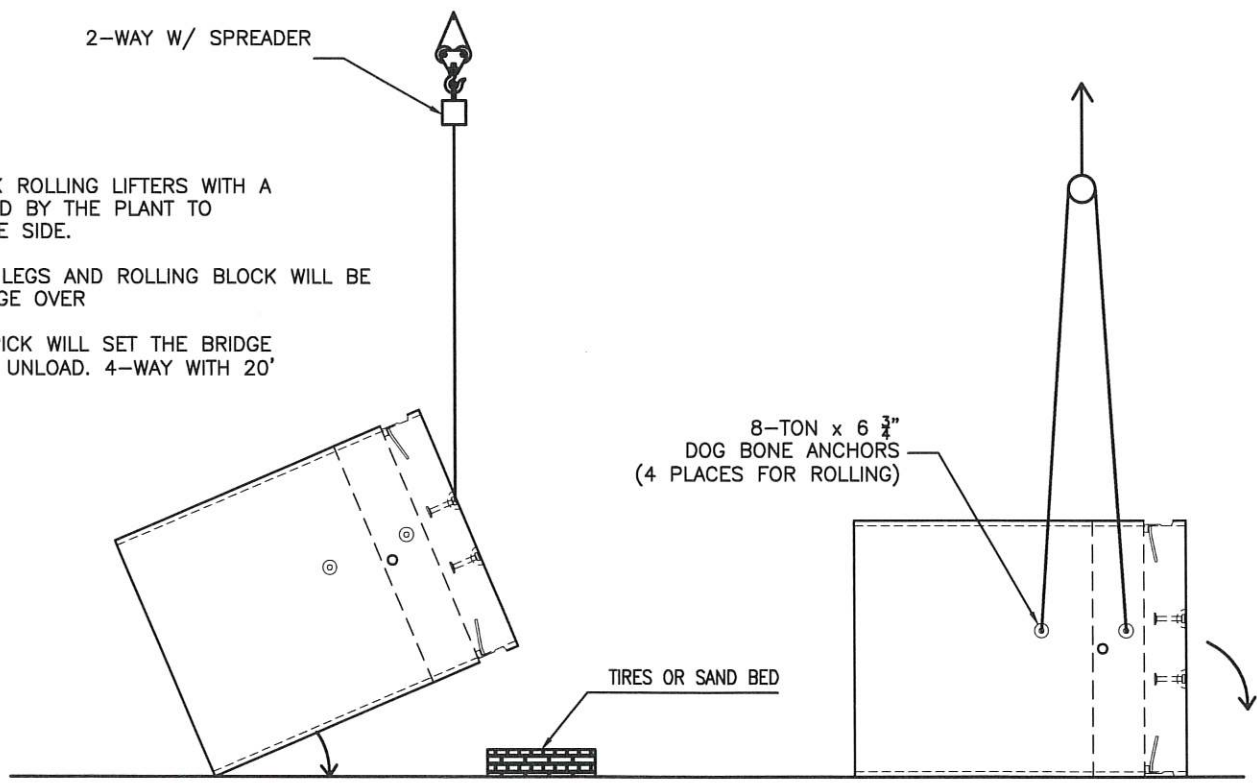 2-WAY W/ SPREADER
ROLLING LIFTERS WITH A
BY THE PLANT TO
SIDE.
LEGS AND ROLLING BLOCK WILL BE
OVER
WILL SET THE BRIDGE
UNLOAD. 4-WAY WITH 20'
8-TON x 6 3/4"
DOG BONE ANCHORS
(4 PLACES FOR ROLLING)
TIRES OR SAND BED